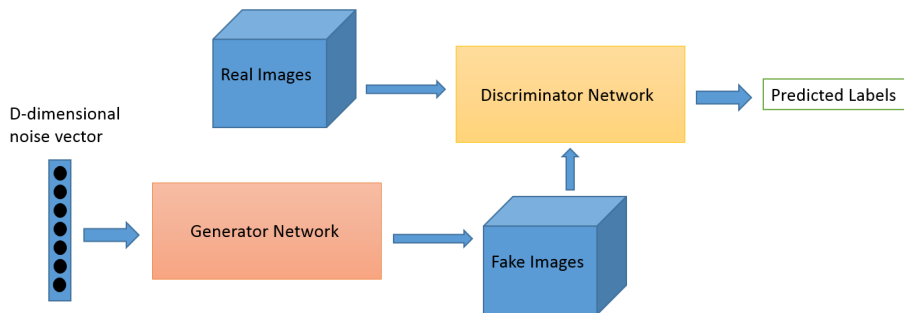 Real Images
Discriminator Network
Predicted Labels
D-dimensional
noise vector
Generator Network
Fake Images